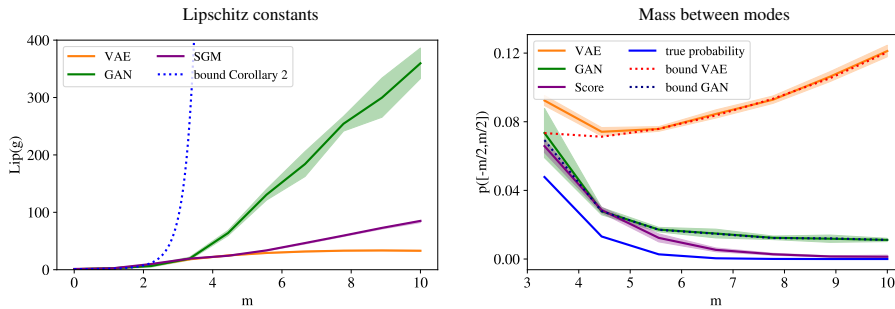 Lipschitz constants
400
300
200
100
0
Lip(g)
VAE
GAN
SGM
bound Corollary 2
0
2
4
6
8
10
m
Mass between modes
0.12
0.08
0.04
0.00
p([-m/2,m/2])
VAE
GAN
Score
true probability
bound VAE
bound GAN
3
4
5
6
7
8
9
10
m